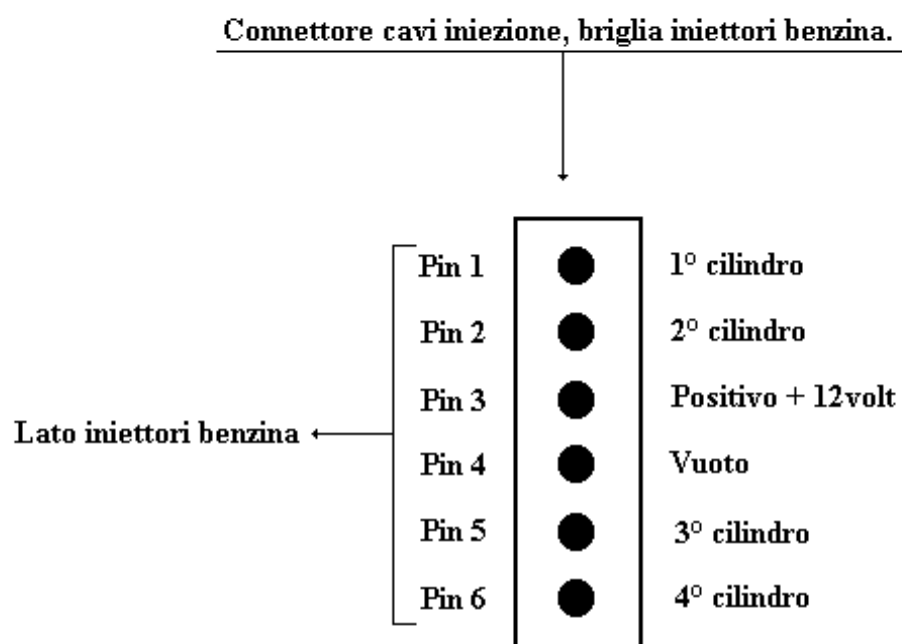 Connettore cavi iniezione, briglia iniettori benzina.
Pin 1 1° cilindro
Pin 2 2° cilindro
Pin 3 Positivo + 12volt
Lato iniettori benzina
Pin 4 Vuoto
Pin 5 3° cilindro
Pin 6 4° cilindro